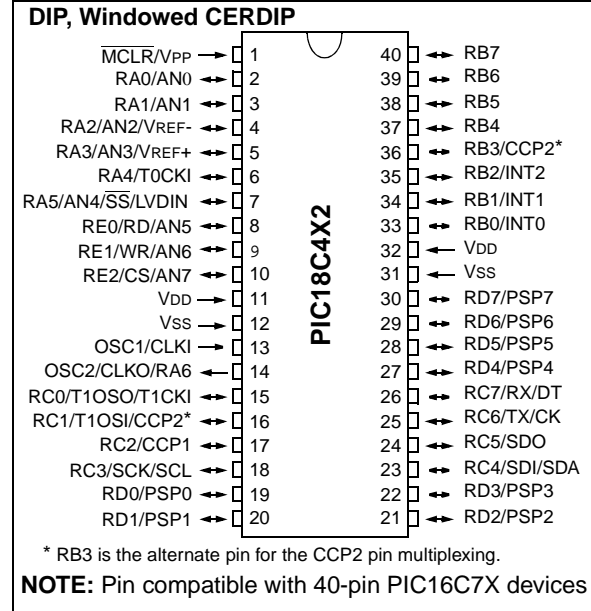 DIP, Windowed CERDIP
MCLR/VPP 1 40 RB7
RA0/AN0 2 39 RB6
RA1/AN1 3 38 RB5
RA2/AN2/VREF- 4 37 RB4
RA3/AN3/VREF+ 5 36 RB3/CCP2*
RA4/T0CKI 6 35 RB2/INT2
RA5/AN4/SS/LVDIN 7 34 RB1/INT1
RE0/RD/AN5 8 33 RB0/INT0
RE1/WR/AN6 9 32 VDD
RE2/CS/AN7 10 31 VSS
VDD 11 30 RD7/PSP7
VSS 12 29 RD6/PSP6
OSC1/CLKI 13 28 RD5/PSP5
OSC2/CLKO/RA6 14 27 RD4/PSP4
RC0/T1OSO/T1CKI 15 26 RC7/RX/DT
RC1/T1OSI/CCP2* 16 25 RC6/TX/CK
RC2/CCP1 17 24 RC5/SDO
RC3/SCK/SCL 18 23 RC4/SDI/SDA
RD0/PSP0 19 22 RD3/PSP3
RD1/PSP1 20 21 RD2/PSP2
PIC18C4X2
* RB3 is the alternate pin for the CCP2 pin multiplexing.
NOTE: Pin compatible with 40-pin PIC16C7X devices